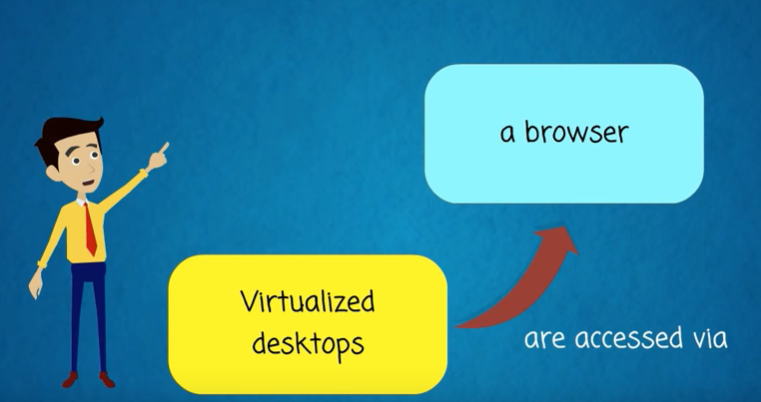 Virtualized
desktops
are accessed via
a browser